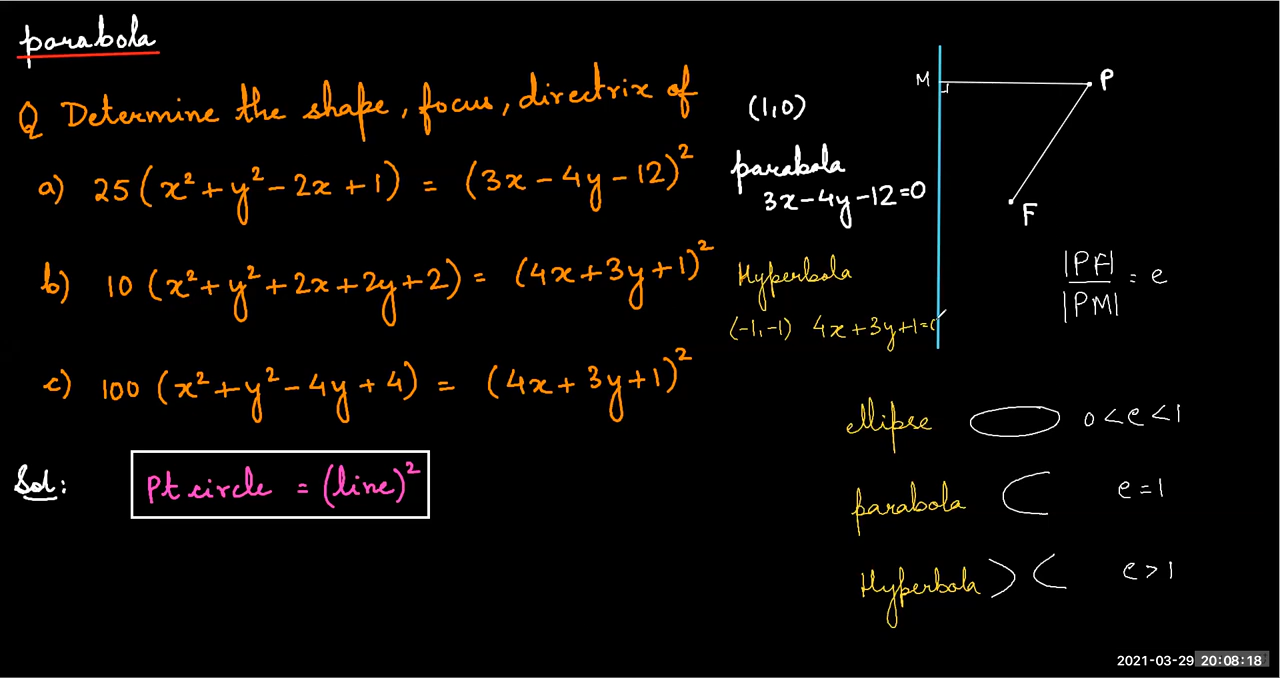 parabola
Q Determine the shape, focus, directrix of
a) 25 (x² + y² - 2x + 1) = (3x - 4y - 12)²
(1,0)
parabola
3x - 4y - 12 = 0
b) 10 (x² + y² + 2x + 2y + 2) = (4x + 3y + 1)²
Hyperbola
(-1,-1) 4x + 3y + 1 = 0
c) 100 (x² + y² - 4y + 4) = (4x + 3y + 1)²
Sol:
Pt circle = (line)²
M
P
F
|PF|
|PM| = e
ellipse 0 < e < 1
parabola e = 1
Hyperbola e > 1
2021-03-29 20:08:18